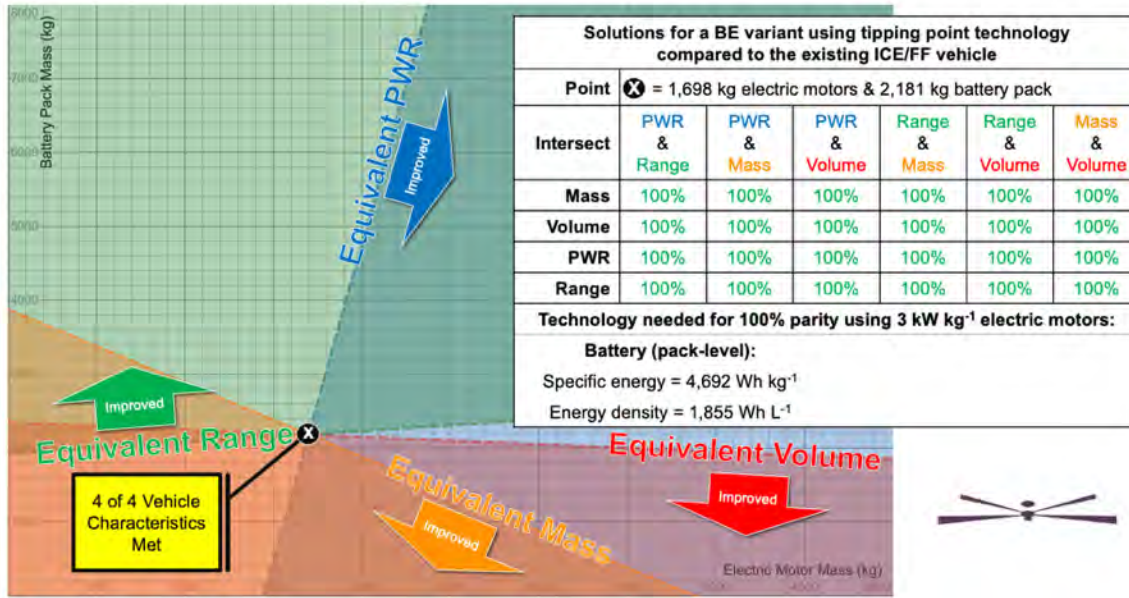 8000
Battery Pack Mass (kg)
7000
6000
5000
4000
Equivalent PWR
Improved
Solutions for a BE variant using tipping point technology
compared to the existing ICE/FF vehicle
Point X = 1,698 kg electric motors & 2,181 kg battery pack
Intersect PWR & Range PWR & Mass PWR & Volume Range & Mass Range & Volume Mass & Volume
Mass 100% 100% 100% 100% 100% 100%
Volume 100% 100% 100% 100% 100% 100%
PWR 100% 100% 100% 100% 100% 100%
Range 100% 100% 100% 100% 100% 100%
Technology needed for 100% parity using 3 kW kg⁻¹ electric motors:
Battery (pack-level):
Specific energy = 4,692 Wh kg⁻¹
Energy density = 1,855 Wh L⁻¹
Improved
Equivalent Range
X
Equivalent Volume
Improved
Equivalent Mass
Improved
4 of 4 Vehicle
Characteristics
Met
Electric Motor Mass (kg)